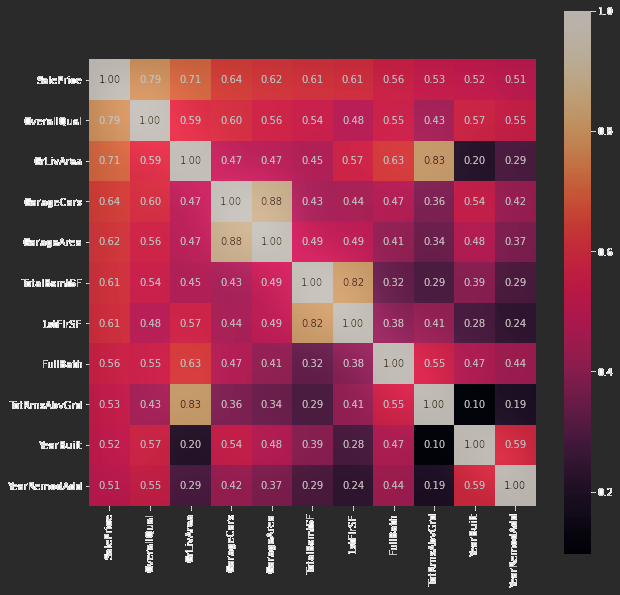 1.0
SalePrice 1.00 0.79 0.71 0.64 0.62 0.61 0.61 0.56 0.53 0.52 0.51
OverallQual 0.79 1.00 0.59 0.60 0.56 0.54 0.48 0.55 0.43 0.57 0.55
0.8
GrLivArea 0.71 0.59 1.00 0.47 0.47 0.45 0.57 0.63 0.83 0.20 0.29
GarageCars 0.64 0.60 0.47 1.00 0.88 0.43 0.44 0.47 0.36 0.54 0.42
GarageArea 0.62 0.56 0.47 0.88 1.00 0.49 0.49 0.41 0.34 0.48 0.37
0.6
TotalBsmtSF 0.61 0.54 0.45 0.43 0.49 1.00 0.82 0.32 0.29 0.39 0.29
1stFlrSF 0.61 0.48 0.57 0.44 0.49 0.82 1.00 0.38 0.41 0.28 0.24
FullBath 0.56 0.55 0.63 0.47 0.41 0.32 0.38 1.00 0.55 0.47 0.44
0.4
TotRmsAbvGrd 0.53 0.43 0.83 0.36 0.34 0.29 0.41 0.55 1.00 0.10 0.19
YearBuilt 0.52 0.57 0.20 0.54 0.48 0.39 0.28 0.47 0.10 1.00 0.59
YearRemodAdd 0.51 0.55 0.29 0.42 0.37 0.29 0.24 0.44 0.19 0.59 1.00
0.2
SalePrice
OverallQual
GrLivArea
GarageCars
GarageArea
TotalBsmtSF
1stFlrSF
FullBath
TotRmsAbvGrd
YearBuilt
YearRemodAdd